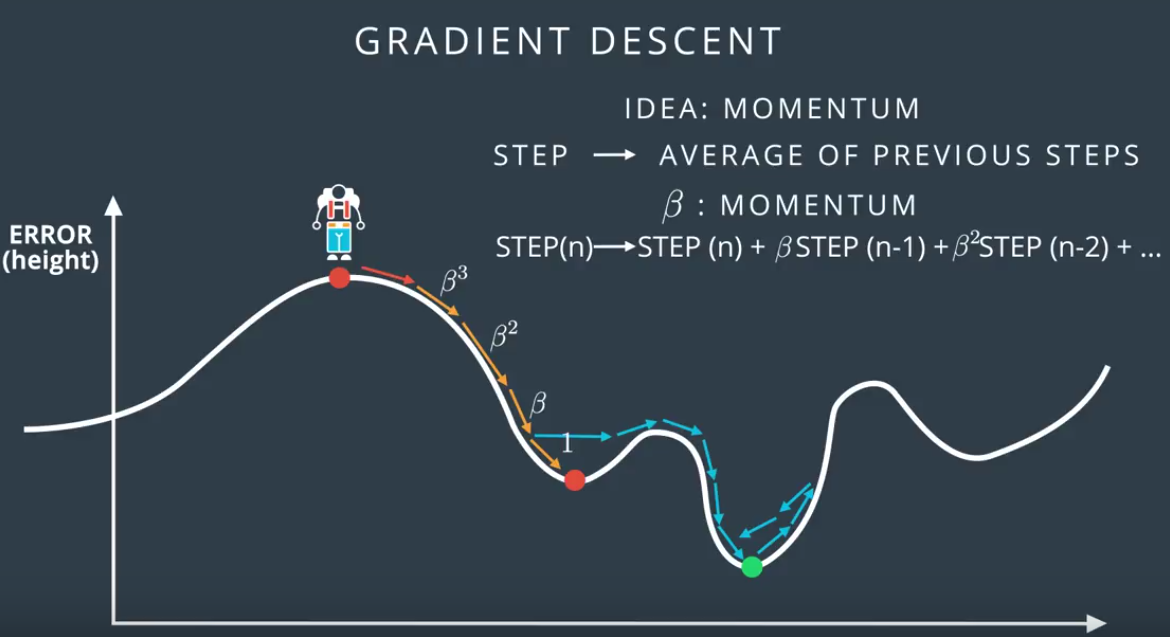 GRADIENT DESCENT
IDEA: MOMENTUM
STEP → AVERAGE OF PREVIOUS STEPS
β : MOMENTUM
STEP(n)→STEP (n) + βSTEP (n-1) + β²STEP (n-2) + ...
ERROR
(height)
β³
β²
β
1